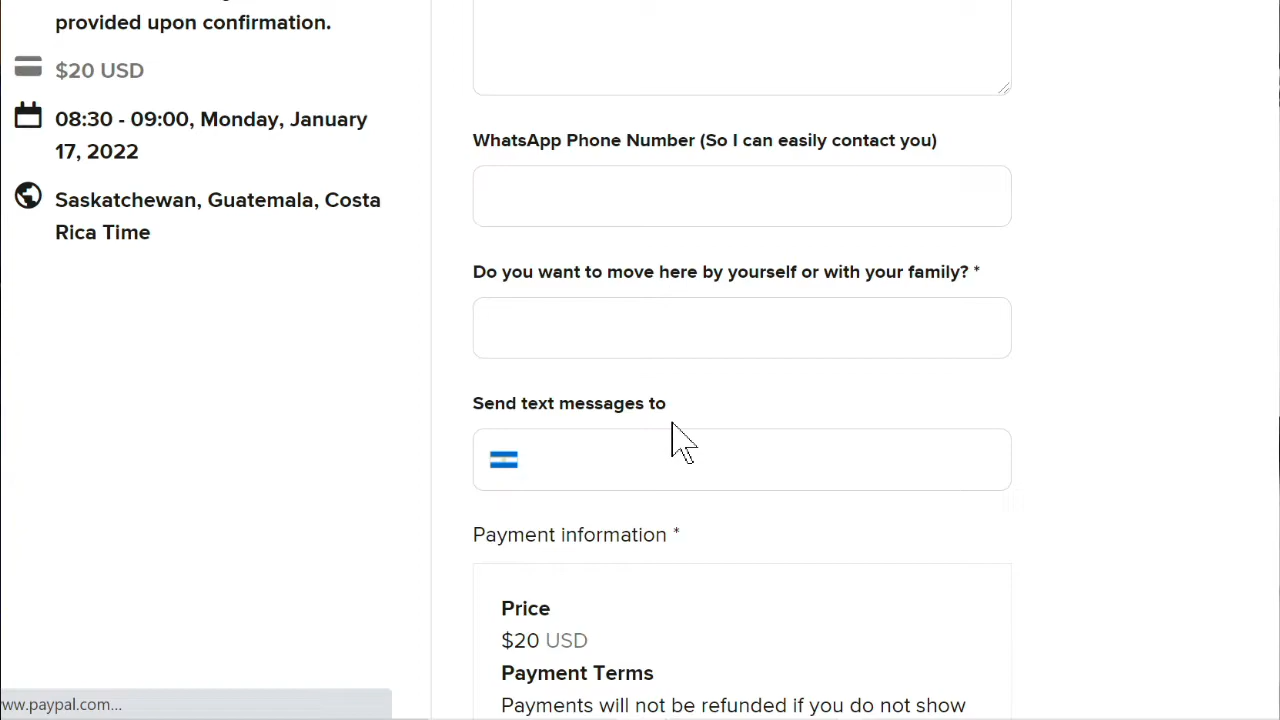 provided upon confirmation.
$20 USD
08:30 - 09:00, Monday, January
17, 2022
Saskatchewan, Guatemala, Costa
Rica Time
WhatsApp Phone Number (So I can easily contact you)
Do you want to move here by yourself or with your family? *
Send text messages to
Payment information *
Price
$20 USD
Payment Terms
Payments will not be refunded if you do not show
ww.paypal.com...